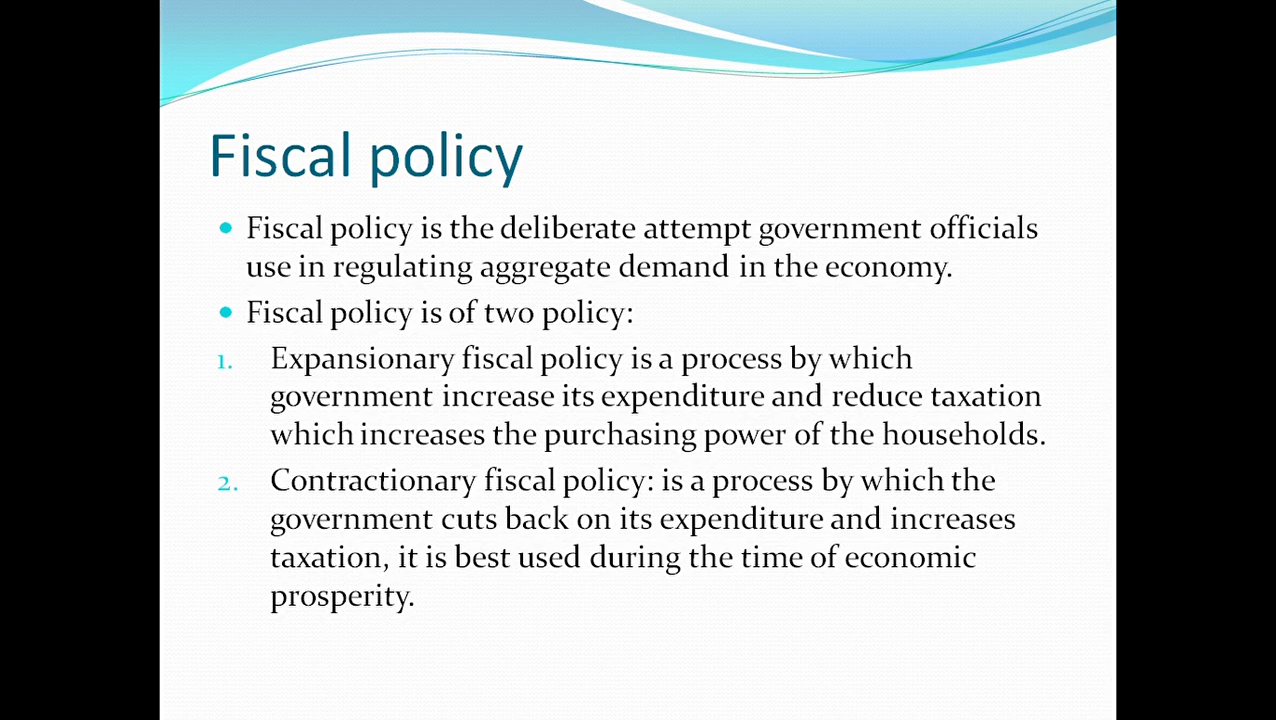 Fiscal policy
• Fiscal policy is the deliberate attempt government officials
use in regulating aggregate demand in the economy.
• Fiscal policy is of two policy:
1. Expansionary fiscal policy is a process by which
government increase its expenditure and reduce taxation
which increases the purchasing power of the households.
2. Contractionary fiscal policy: is a process by which the
government cuts back on its expenditure and increases
taxation, it is best used during the time of economic
prosperity.